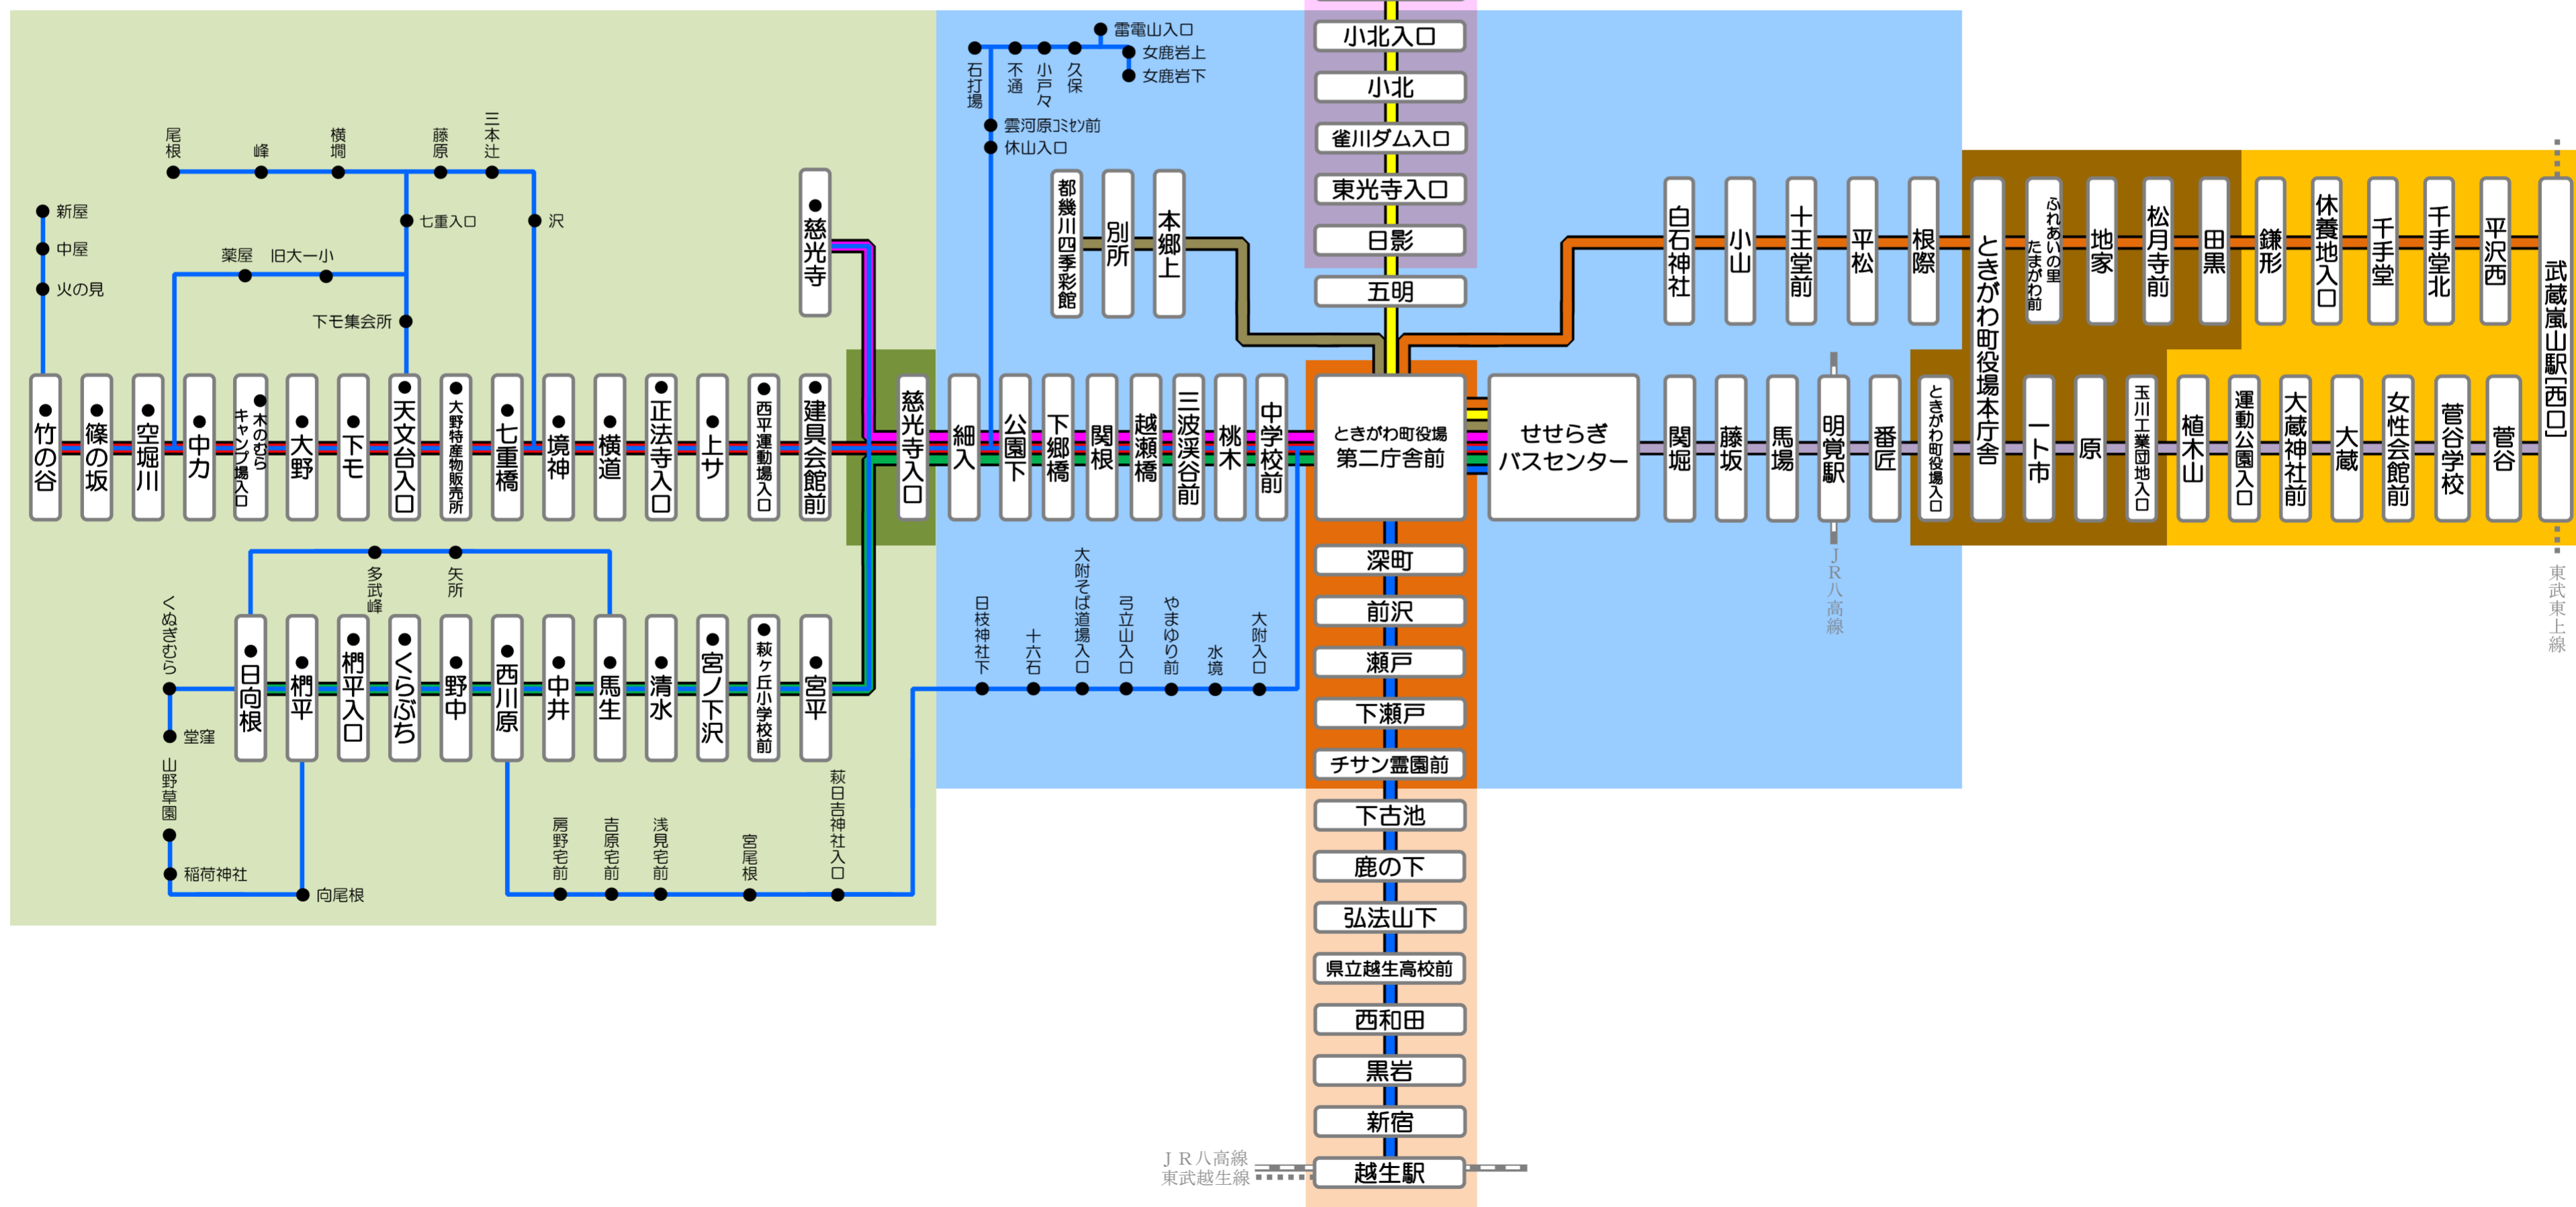 小北入口
小北
雀川ダム入口
東光寺入口
日影
五明
雷電山入口
女鹿岩上
女鹿岩下
石打場
不通
小戸々
久保
雲河原コミセン前
休山入口
尾根
峰
横場
藤原
三本辻
新屋
中屋
火の見
七重入口
沢
薬屋
旧大一小
下モ集会所
慈光寺
都幾川四季彩館
別所
本郷上
白石神社
小山
十王堂前
平松
根際
ときがわ町役場本庁舎
ふれあいの里
たまがわ前
地家
松月寺前
田黒
鎌形
休養地入口
千手堂
千手堂北
平沢西
武蔵嵐山駅[西口]
竹の谷
篠の坂
空堀川
中カ
木のむら
キャンプ場入口
大野
下モ
天文台入口
大野特産物販売所
七重橋
境神
横道
正法寺入口
上サ
西平運動場入口
建具会館前
慈光寺入口
細入
公園下
下郷橋
関根
越瀬橋
三波渓谷前
桃木
中学校前
ときがわ町役場
第二庁舎前
せせらぎ
バスセンター
関堀
藤坂
馬場
明覚駅
番匠
ときがわ町役場入口
一ト市
原
玉川工業団地入口
植木山
運動公園入口
大蔵神社前
大蔵
女性会館前
菅谷学校
菅谷
JR八高線
東武東上線
多武峰
矢所
くぬぎむら
堂窪
山野草園
稲荷神社
向尾根
日向根
椚平
椚平入口
くらぶち
野中
西川原
中井
馬生
清水
宮ノ下沢
萩ヶ丘小学校前
宮平
房野宅前
吉原宅前
浅見宅前
宮尾根
萩日吉神社入口
日枝神社下
十六石
大附そば道場入口
弓立山入口
やまゆり前
水境
大附入口
深町
前沢
瀬戸
下瀬戸
チサン霊園前
下古池
鹿の下
弘法山下
県立越生高校前
西和田
黒岩
新宿
越生駅
JR八高線
東武越生線